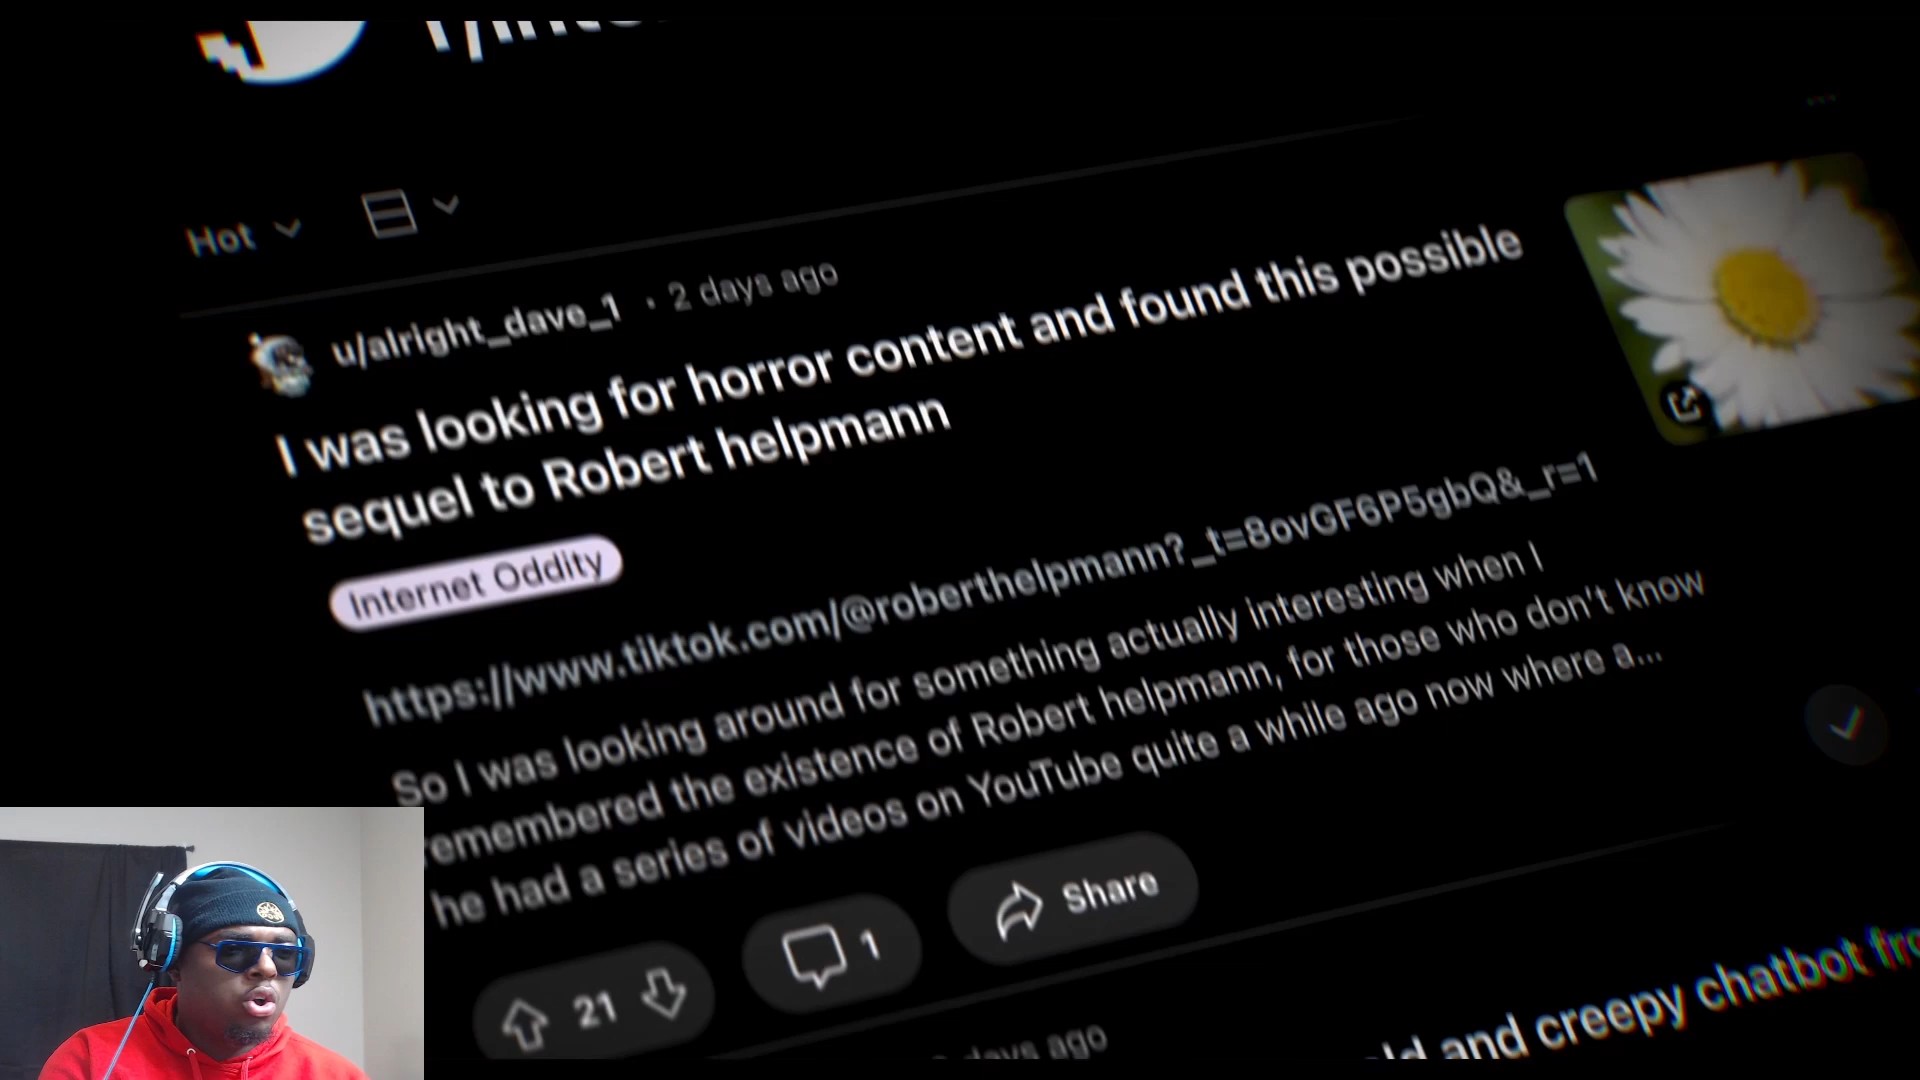 Hot
u/alright_dave_1 · 2 days ago
I was looking for horror content and found this possible
sequel to Robert helpmann
Internet Oddity
https://www.tiktok.com/@roberthelpmann?_t=8ovGF6P5gbQ&_r=1
So I was looking around for something actually interesting when I
remembered the existence of Robert helpmann, for those who don't know
he had a series of videos on YouTube quite a while ago now where a...
21
1
Share
days ago
and creepy chatbot